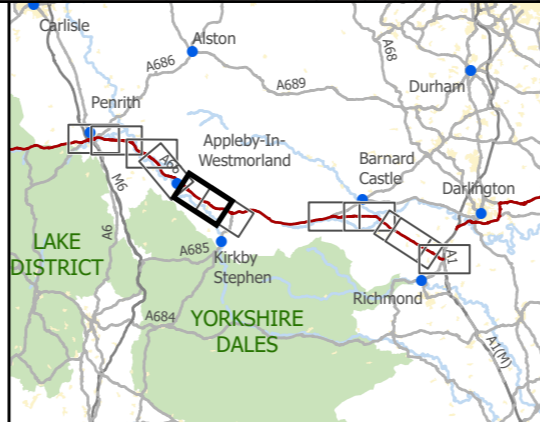 Carlisle
Alston
A68
A686
A689
Durham
Penrith
Appleby-In-
Westmorland
Barnard
Castle
Darlington
A66
M6
A6
LAKE
DISTRICT
A685
Kirkby
Stephen
A1
Richmond
A684
YORKSHIRE
DALES
A1(M)